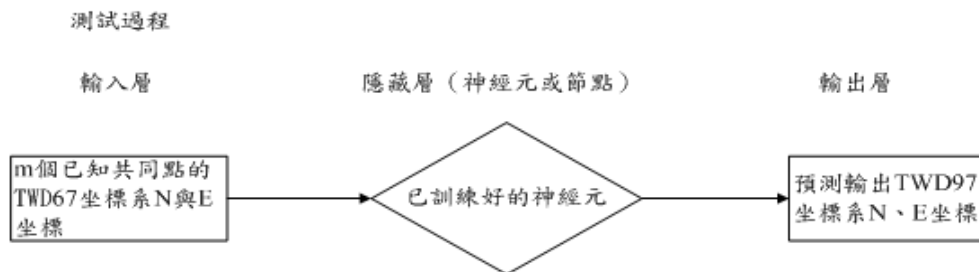 測試過程
輸入層
隱藏層（神經元或節點）
輸出層
m個已知共同點的
TWD67坐標系N與E
坐標
已訓練好的神經元
預測輸出TWD97
坐標系N、E坐標